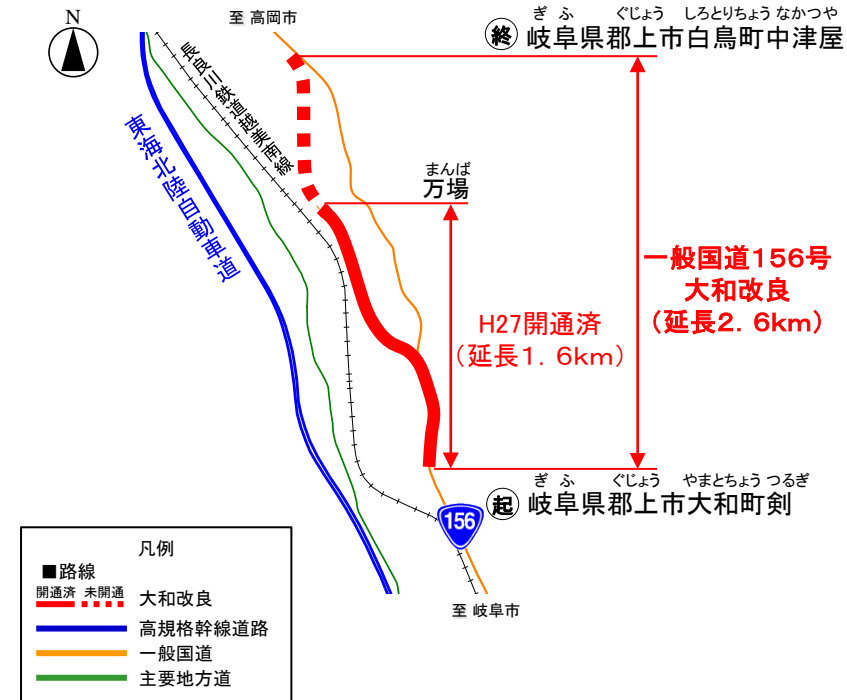 N
至 高岡市
ぎ ふ ぐじょう しろとりちょう なかつや
終 岐阜県郡上市白鳥町中津屋
長良川鉄道越美南線
東海北陸自動車道
まんば
万場
一般国道156号
大和改良
（延長2．6km）
H27開通済
（延長1．6km）
ぎ ふ ぐじょう やまとちょう つるぎ
起 岐阜県郡上市大和町剣
156
至 岐阜市
凡例
■路線
開通済 未開通
大和改良
高規格幹線道路
一般国道
主要地方道